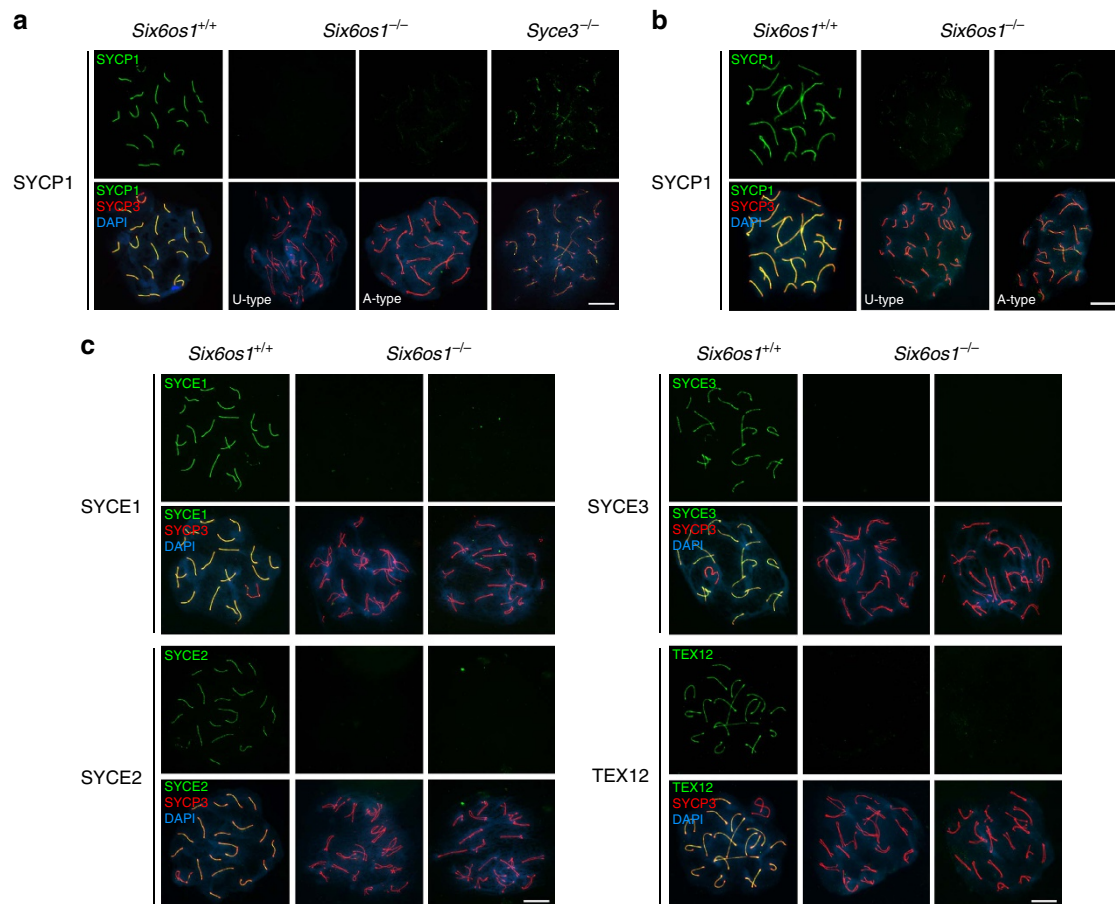 a
Six6os1+/+
Six6os1−/−
Syce3−/−
SYCP1
SYCP1
SYCP1
SYCP3
DAPI
U-type
A-type
b
Six6os1+/+
Six6os1−/−
SYCP1
SYCP1
SYCP1
SYCP3
DAPI
U-type
A-type
c
Six6os1+/+
Six6os1−/−
SYCE1
SYCE1
SYCE1
SYCP3
DAPI
SYCE2
SYCE2
SYCE2
SYCP3
DAPI
Six6os1+/+
Six6os1−/−
SYCE3
SYCE3
SYCE3
SYCP3
DAPI
TEX12
TEX12
TEX12
SYCP3
DAPI